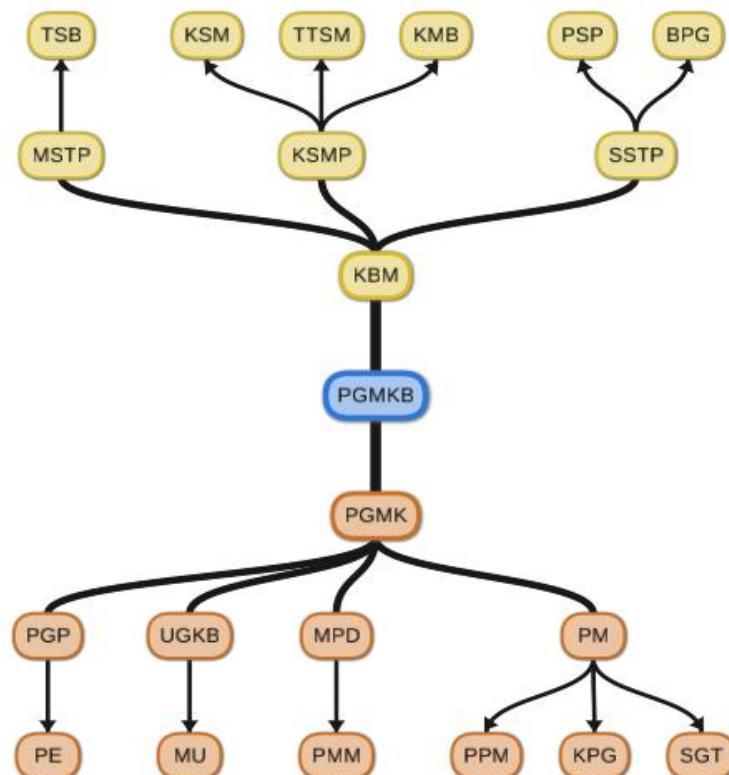 TSB KSM TTSM KMB PSP BPG
MSTP KSMP SSTP
KBM
PGMKB
PGMK
PGP UGKB MPD PM
PE MU PMM PPM KPG SGT